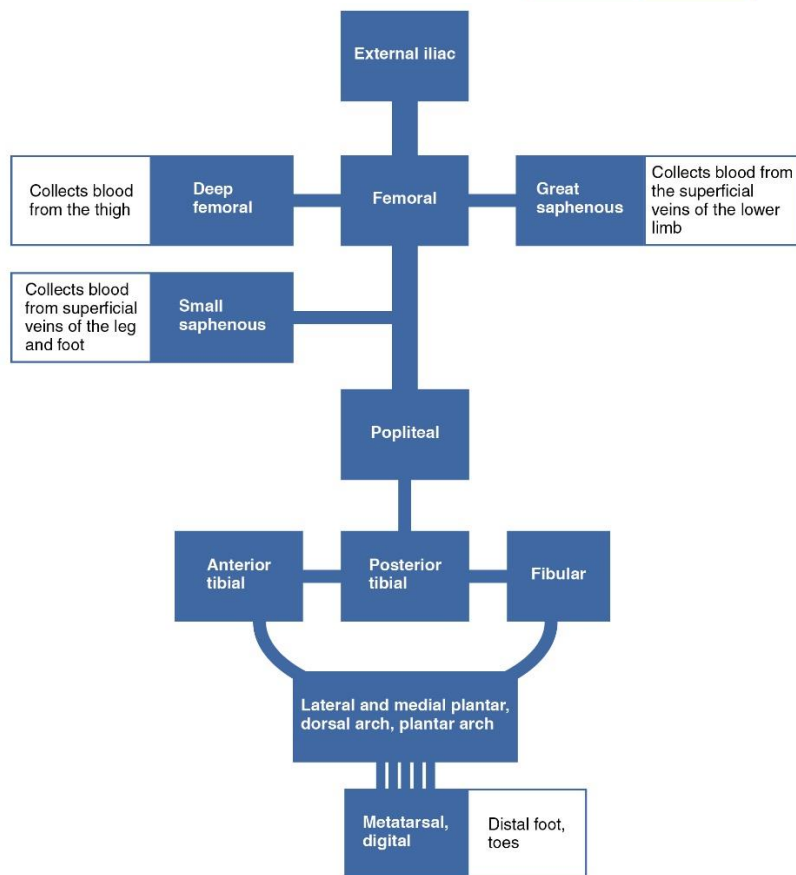 External iliac
Collects blood
from the thigh
Deep
femoral
Femoral
Great
saphenous
Collects blood from
the superficial
veins of the lower
limb
Collects blood
from superficial
veins of the leg
and foot
Small
saphenous
Popliteal
Anterior
tibial
Posterior
tibial
Fibular
Lateral and medial plantar,
dorsal arch, plantar arch
Metatarsal,
digital
Distal foot,
toes